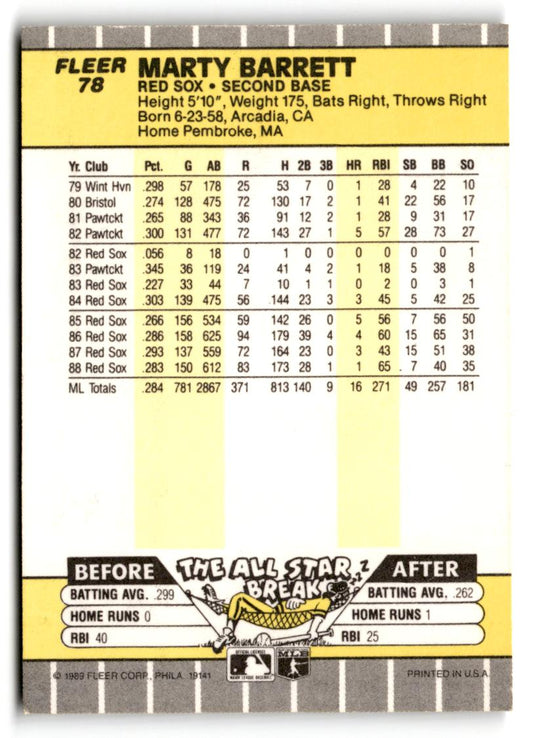 FLEER
78
MARTY BARRETT
RED SOX • SECOND BASE
Height 5'10", Weight 175, Bats Right, Throws Right
Born 6-23-58, Arcadia, CA
Home Pembroke, MA
Yr. Club Pct. G AB R H 2B 3B HR RBI SB BB SO
79 Wint Hvn .298 57 178 25 53 7 0 1 28 4 22 10
80 Bristol .274 128 475 72 130 17 2 1 41 22 56 17
81 Pawtckt .265 88 343 36 91 12 2 1 28 9 31 17
82 Pawtckt .300 131 477 72 143 27 1 5 57 28 73 27
82 Red Sox .056 8 18 0 1 0 0 0 0 0 0 1
83 Pawtckt .345 36 119 24 41 4 2 1 18 5 38 8
83 Red Sox .227 33 44 7 10 1 1 0 2 0 3 1
84 Red Sox .303 139 475 56 .144 23 3 3 45 5 42 25
85 Red Sox .266 156 534 59 142 26 0 5 56 7 56 50
86 Red Sox .286 158 625 94 179 39 4 4 60 15 65 31
87 Red Sox .293 137 559 72 164 23 0 3 43 15 51 38
88 Red Sox .283 150 612 83 173 28 1 1 65 7 40 35
ML Totals .284 781 2867 371 813 140 9 16 271 49 257 181
THE ALL STAR
BREAK
ZZZ
BEFORE
BATTING AVG. .299
HOME RUNS 0
RBI 40
AFTER
BATTING AVG. .262
HOME RUNS 1
RBI 25
OFFICIAL LICENSEE
MAJOR LEAGUE BASEBALL
MLB
© 1989 FLEER CORP., PHILA. 19141
PRINTED IN U.S.A.